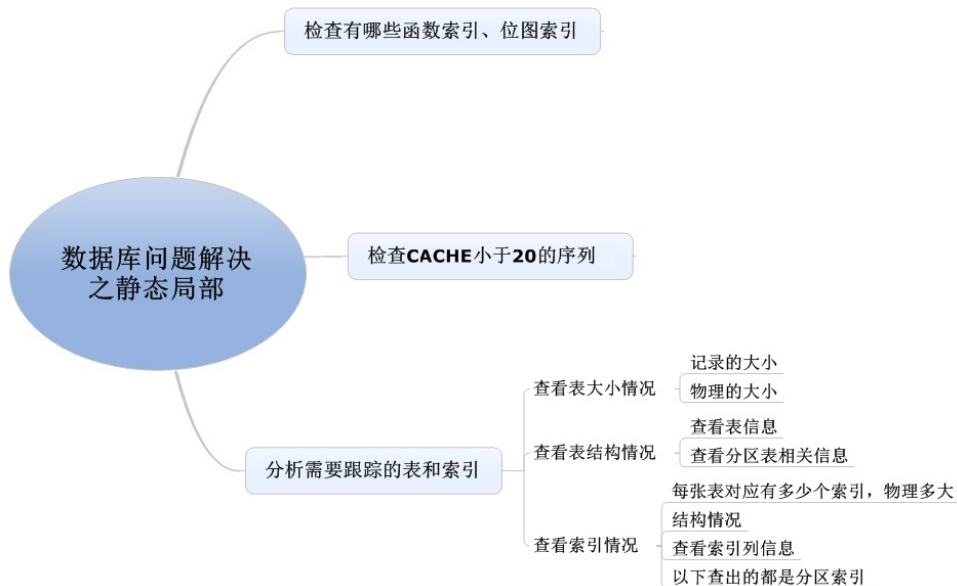 检查有哪些函数索引、位图索引
数据库问题解决
之静态局部
检查CACHE小于20的序列
分析需要跟踪的表和索引
查看表大小情况
记录的大小
物理的大小
查看表结构情况
查看表信息
查看分区表相关信息
查看索引情况
每张表对应有多少个索引，物理多大
结构情况
查看索引列信息
以下查出的都是分区索引